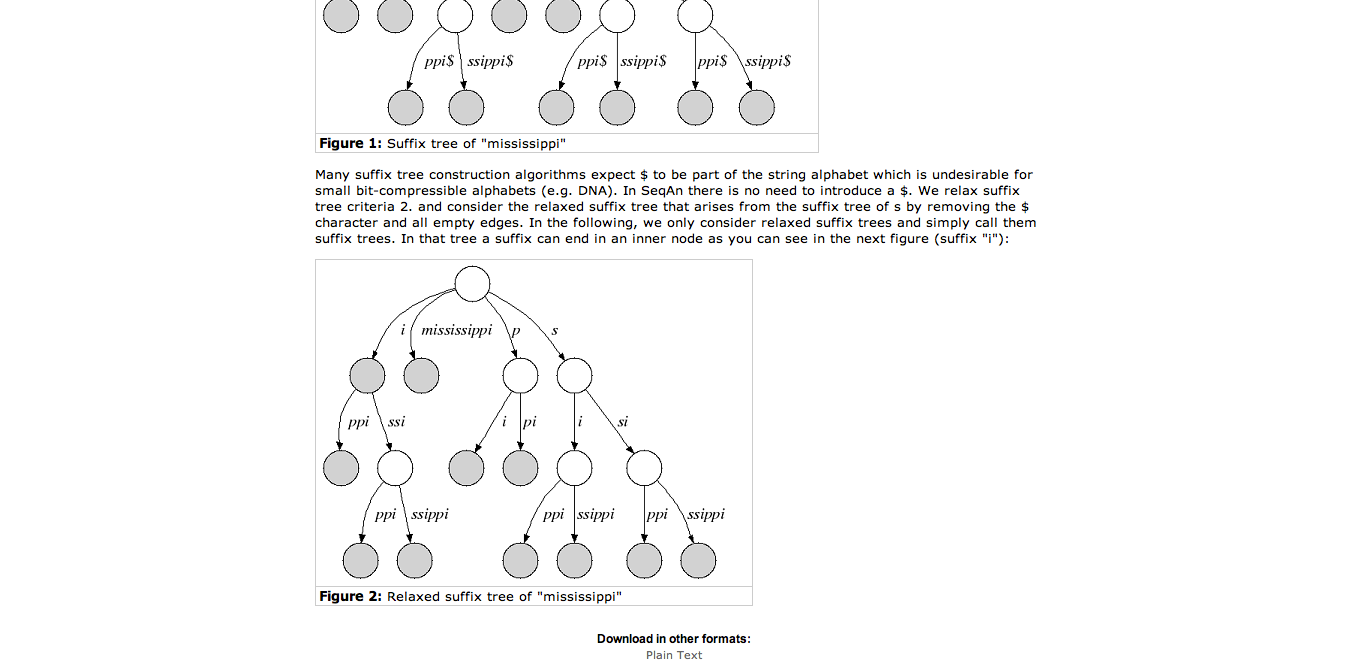 ppi$ ssippi$ ppi$ ssippi$ ppi$ ssippi$
Figure 1: Suffix tree of "mississippi"
Many suffix tree construction algorithms expect $ to be part of the string alphabet which is undesirable for
small bit-compressible alphabets (e.g. DNA). In SeqAn there is no need to introduce a $. We relax suffix
tree criteria 2. and consider the relaxed suffix tree that arises from the suffix tree of s by removing the $
character and all empty edges. In the following, we only consider relaxed suffix trees and simply call them
suffix trees. In that tree a suffix can end in an inner node as you can see in the next figure (suffix "i"):
i mississippi p s
ppi ssi i pi i si
ppi ssippi ppi ssippi ppi ssippi
Figure 2: Relaxed suffix tree of "mississippi"
Download in other formats:
Plain Text